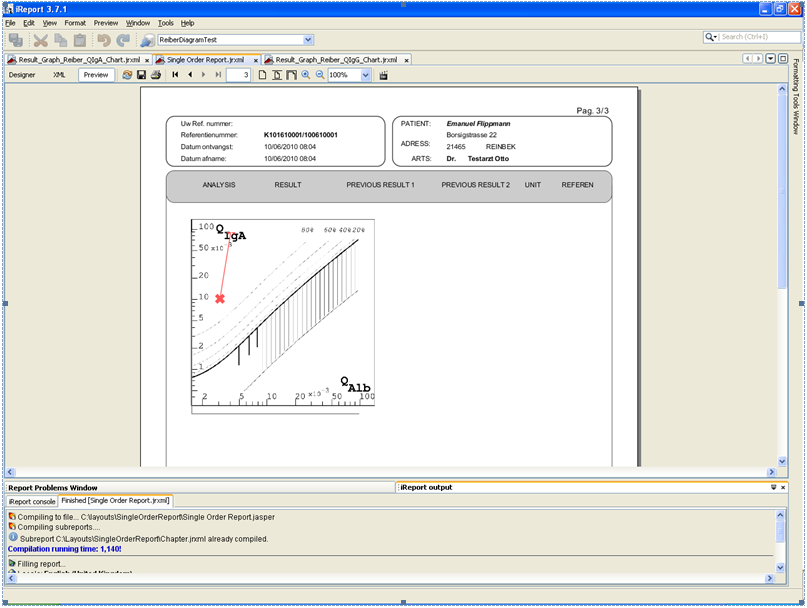 iReport 3.7.1
File Edit View Format Preview Window Tools Help
ReiberDiagramTest
Search (Ctrl+I)
Result_Graph_Reiber_QIgA_Chart.jrxml × Single Order Report.jrxml × Result_Graph_Reiber_QIgG_Chart.jrxml ×
Designer XML Preview 3 100%
Formatting Tools Window
Pag. 3/3
Uw Ref. nummer:
Referentienummer: K101610001/100610001
Datum ontvangst: 10/06/2010 08:04
Datum afname: 10/06/2010 08:04
PATIENT: Emanuel Flippmann
Borsigstrasse 22
ADRESS: 21465 REINBEK
ARTS: Dr. Testarzt Otto
ANALYSIS RESULT PREVIOUS RESULT 1 PREVIOUS RESULT 2 UNIT REFEREN
100 QIgA 80% 60% 40% 20%
50 x10
20
10
5
2
1
QAlb
2 5 10 20 x10-3 50 100
Report Problems Window
iReport output
iReport console Finished [Single Order Report.jrxml]
Compiling to file... C:\layouts\SingleOrderReport\Single Order Report.jasper
Compiling subreports....
Subreport C:\Layouts\SingleOrderReport\Chapter.jrxml already compiled.
Compilation running time: 1,140!
Filling report...
Locale: English (United Kingdom)